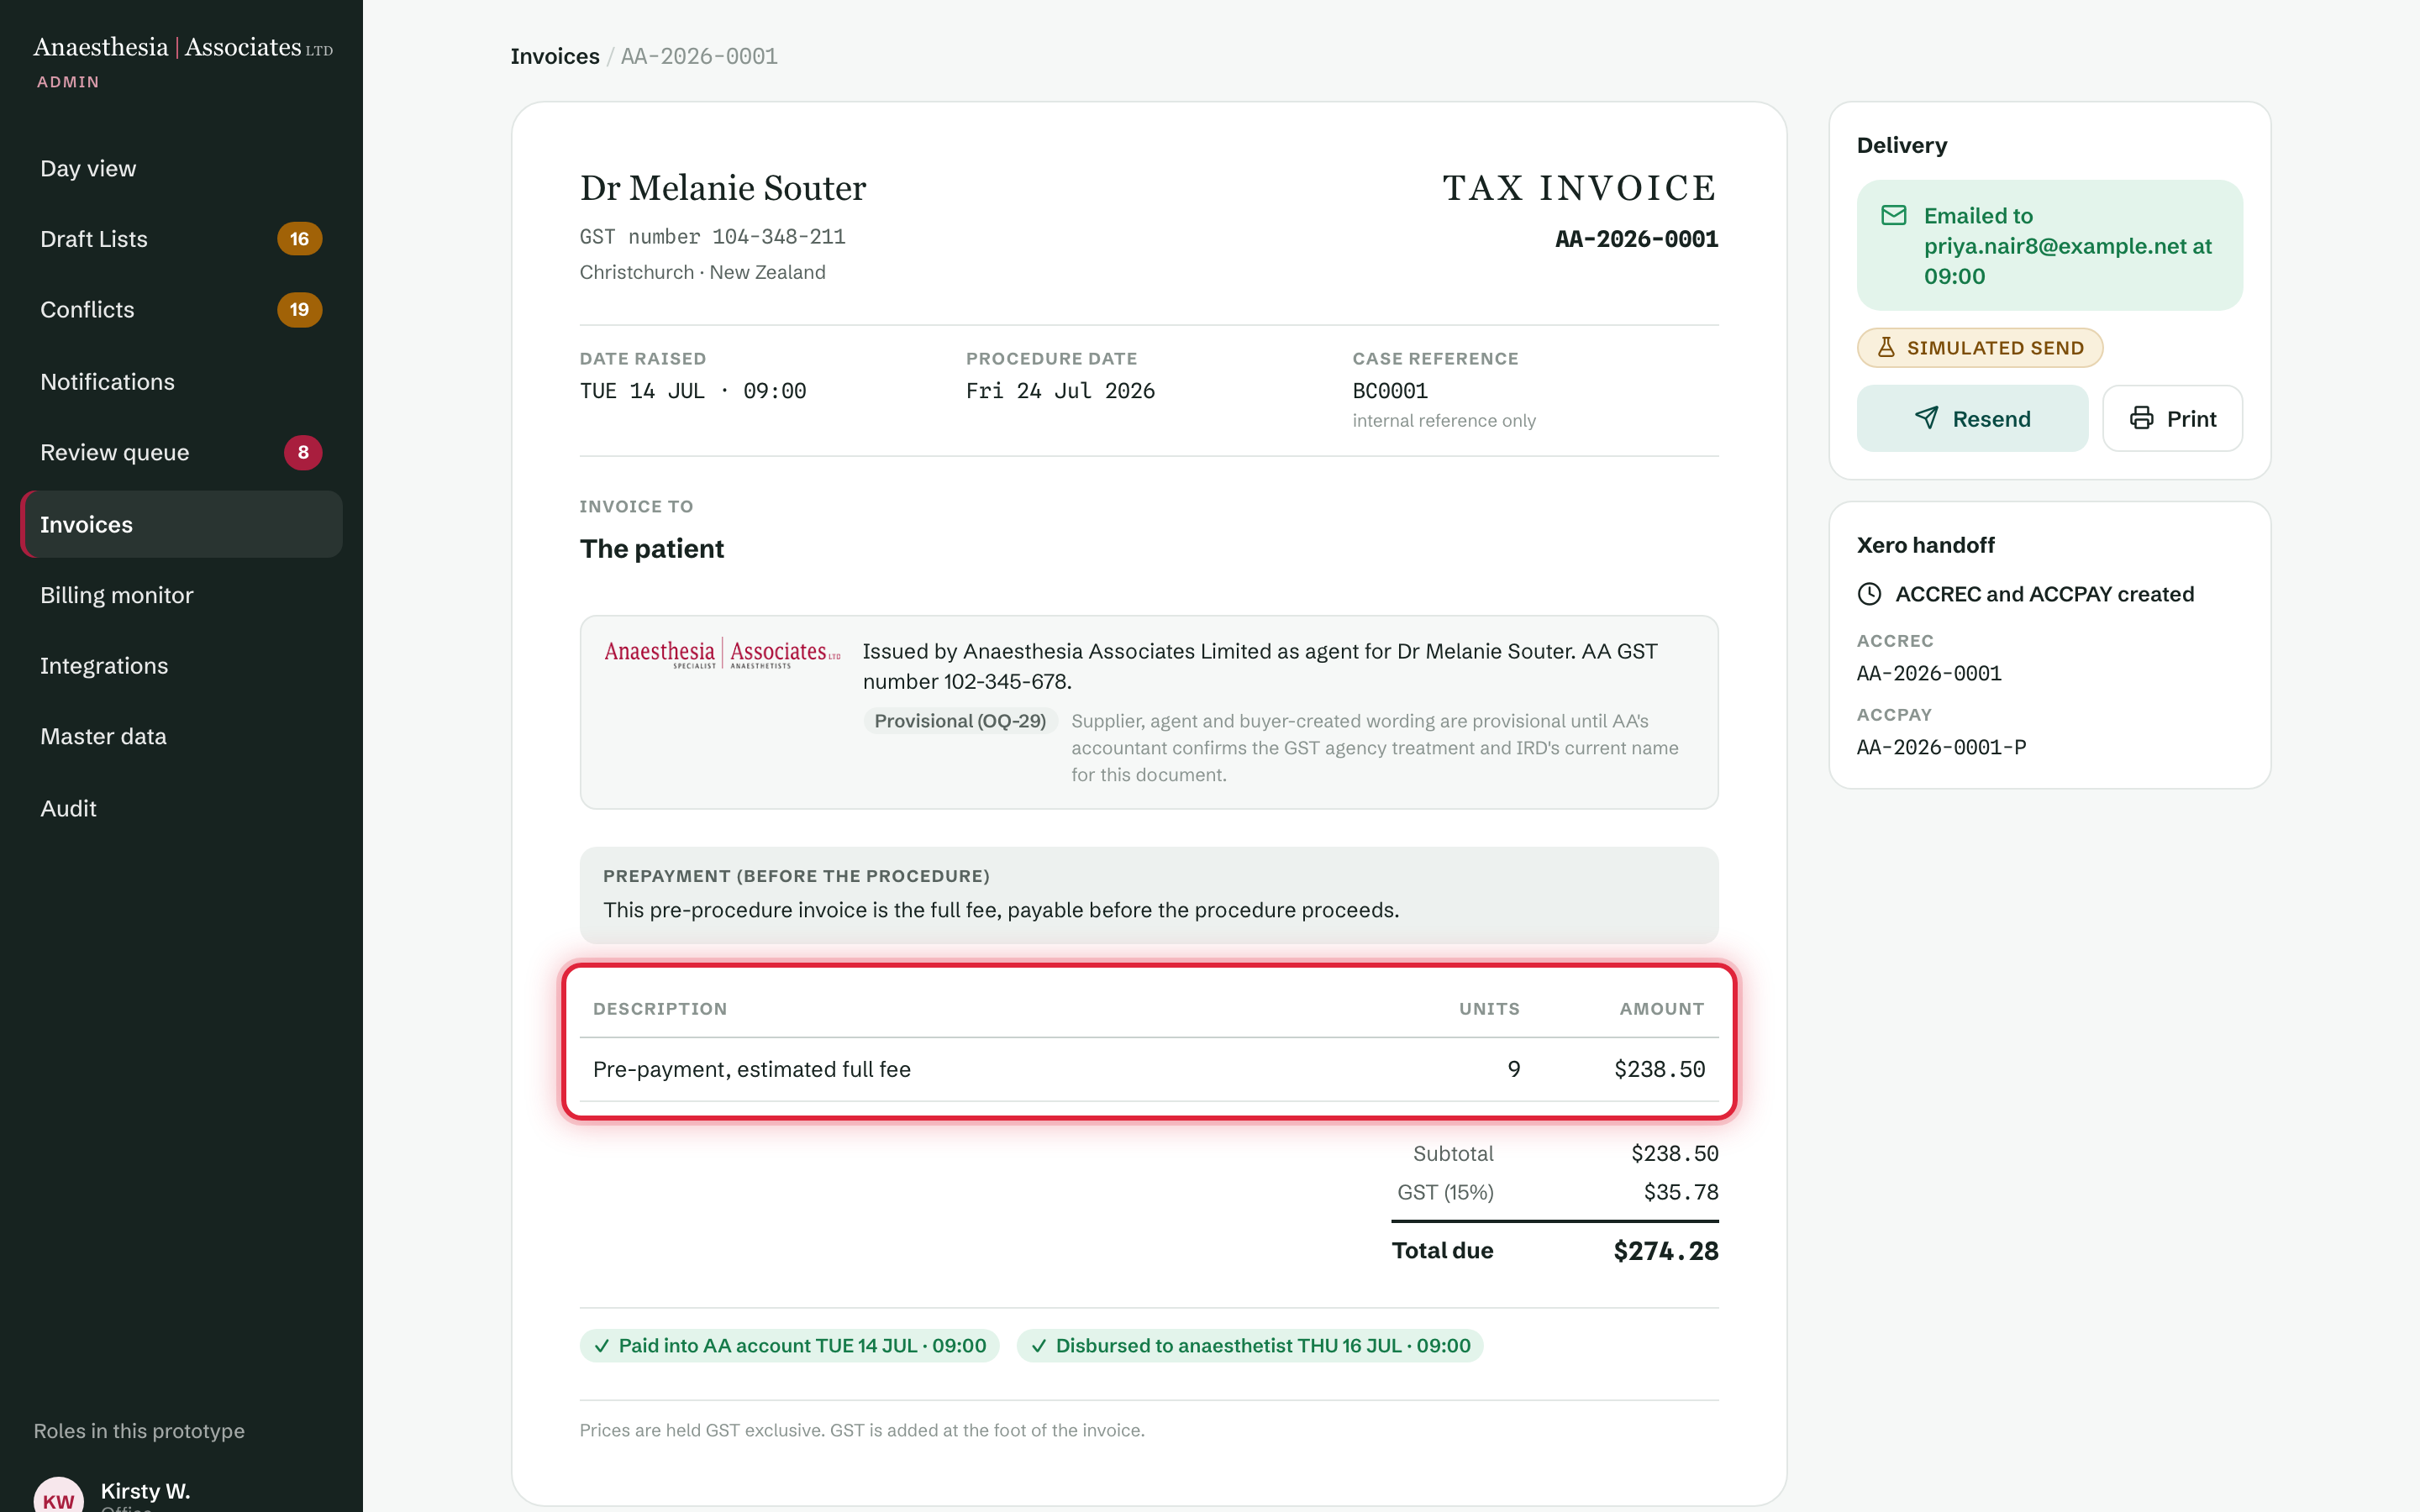 Anaesthesia | Associates LTD
ADMIN
Day view
Draft Lists 16
Conflicts 19
Notifications
Review queue 8
Invoices
Billing monitor
Integrations
Master data
Audit
Roles in this prototype
KW Kirsty W.
Invoices / AA-2026-0001
Dr Melanie Souter
GST number 104-348-211
Christchurch · New Zealand
TAX INVOICE
AA-2026-0001
DATE RAISED
TUE 14 JUL · 09:00
PROCEDURE DATE
Fri 24 Jul 2026
CASE REFERENCE
BC0001
internal reference only
INVOICE TO
The patient
Anaesthesia | Associates LTD
SPECIALIST ANAESTHETISTS
Issued by Anaesthesia Associates Limited as agent for Dr Melanie Souter. AA GST
number 102-345-678.
Provisional (OQ-29)
Supplier, agent and buyer-created wording are provisional until AA's
accountant confirms the GST agency treatment and IRD's current name
for this document.
PREPAYMENT (BEFORE THE PROCEDURE)
This pre-procedure invoice is the full fee, payable before the procedure proceeds.
DESCRIPTION UNITS AMOUNT
Pre-payment, estimated full fee 9 $238.50
Subtotal $238.50
GST (15%) $35.78
Total due $274.28
Paid into AA account TUE 14 JUL · 09:00
Disbursed to anaesthetist THU 16 JUL · 09:00
Prices are held GST exclusive. GST is added at the foot of the invoice.
Delivery
Emailed to
priya.nair8@example.net at
09:00
SIMULATED SEND
Resend
Print
Xero handoff
ACCREC and ACCPAY created
ACCREC
AA-2026-0001
ACCPAY
AA-2026-0001-P